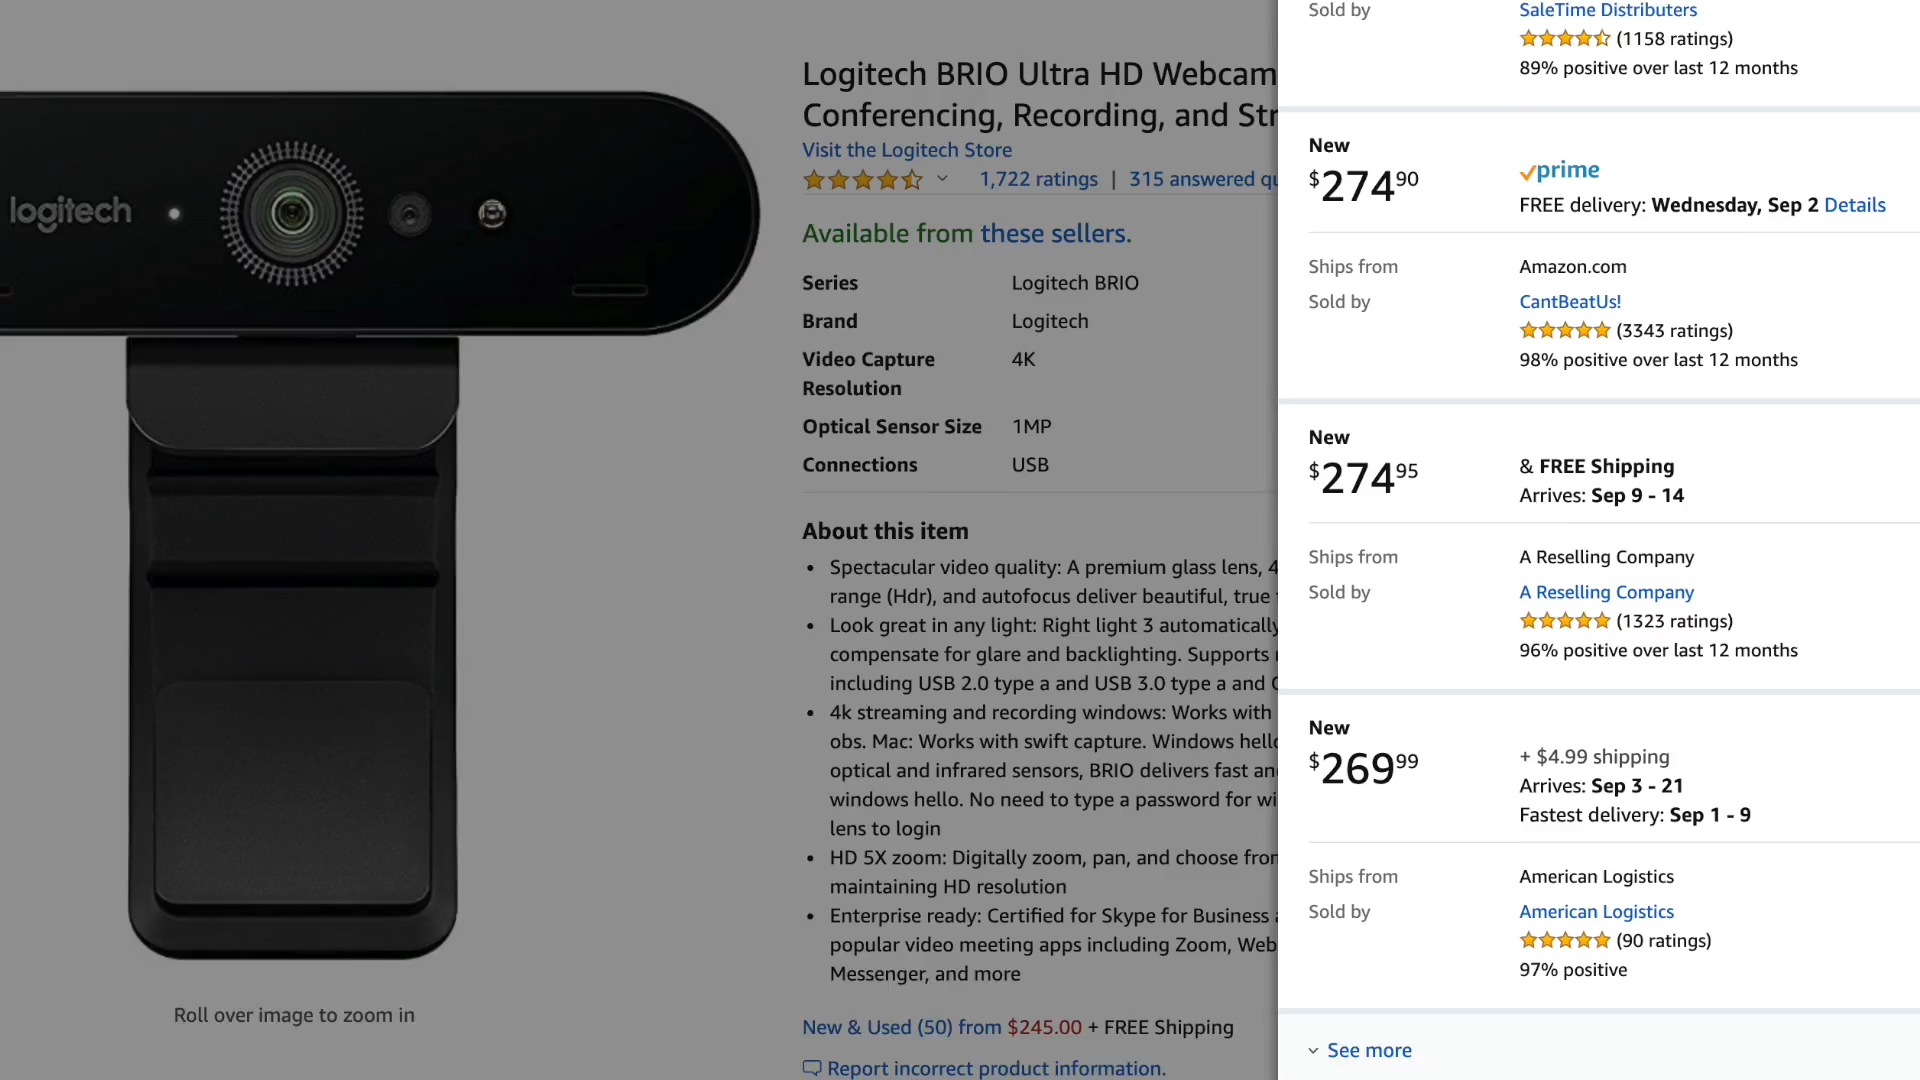 logitech
Roll over image to zoom in
Logitech BRIO Ultra HD Webcam
Conferencing, Recording, and
Visit the Logitech Store
1,722 ratings | 315 answered
Available from these sellers.
Series Logitech BRIO
Brand Logitech
Video Capture Resolution 4K
Optical Sensor Size 1MP
Connections USB
About this item
• Spectacular video quality: A premium glass lens,
range (Hdr), and autofocus deliver beautiful, true
• Look great in any light: Right light 3 automatically
compensate for glare and backlighting. Supports
including USB 2.0 type a and USB 3.0 type a and
• 4k streaming and recording windows: Works with
obs. Mac: Works with swift capture. Windows hello
optical and infrared sensors, BRIO delivers fast and
windows hello. No need to type a password for
lens to login
• HD 5X zoom: Digitally zoom, pan, and choose from
maintaining HD resolution
• Enterprise ready: Certified for Skype for Business
popular video meeting apps including Zoom,
Messenger, and more
New & Used (50) from $245.00 + FREE Shipping
Report incorrect product information.
Sold by SaleTime Distributers
(1158 ratings)
89% positive over last 12 months
New
$274.90
prime
FREE delivery: Wednesday, Sep 2 Details
Ships from Amazon.com
Sold by CantBeatUs!
(3343 ratings)
98% positive over last 12 months
New
$274.95
& FREE Shipping
Arrives: Sep 9 - 14
Ships from A Reselling Company
Sold by A Reselling Company
(1323 ratings)
96% positive over last 12 months
New
$269.99
+ $4.99 shipping
Arrives: Sep 3 - 21
Fastest delivery: Sep 1 - 9
Ships from American Logistics
Sold by American Logistics
(90 ratings)
97% positive
See more